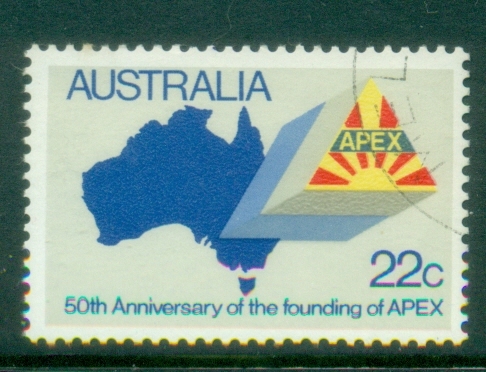 AUSTRALIA
APEX
22c
50th Anniversary of the founding of APEX